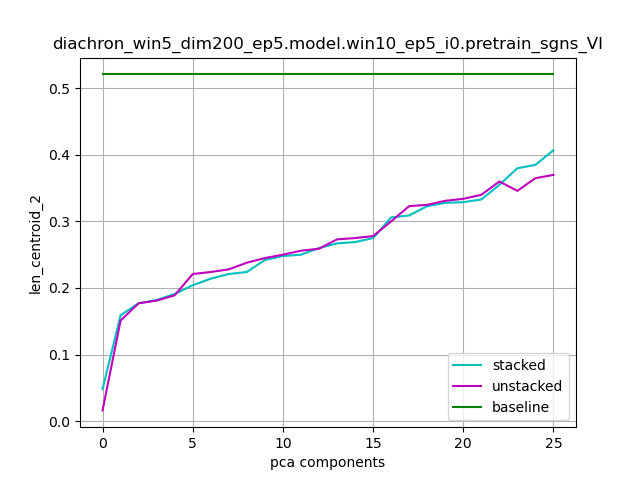 diachron_win5_dim200_ep5.model.win10_ep5_i0.pretrain_sgns_VI
0.5
0.4
0.3
0.2
0.1
0.0
len_centroid_2
stacked
unstacked
baseline
0 5 10 15 20 25
pca components